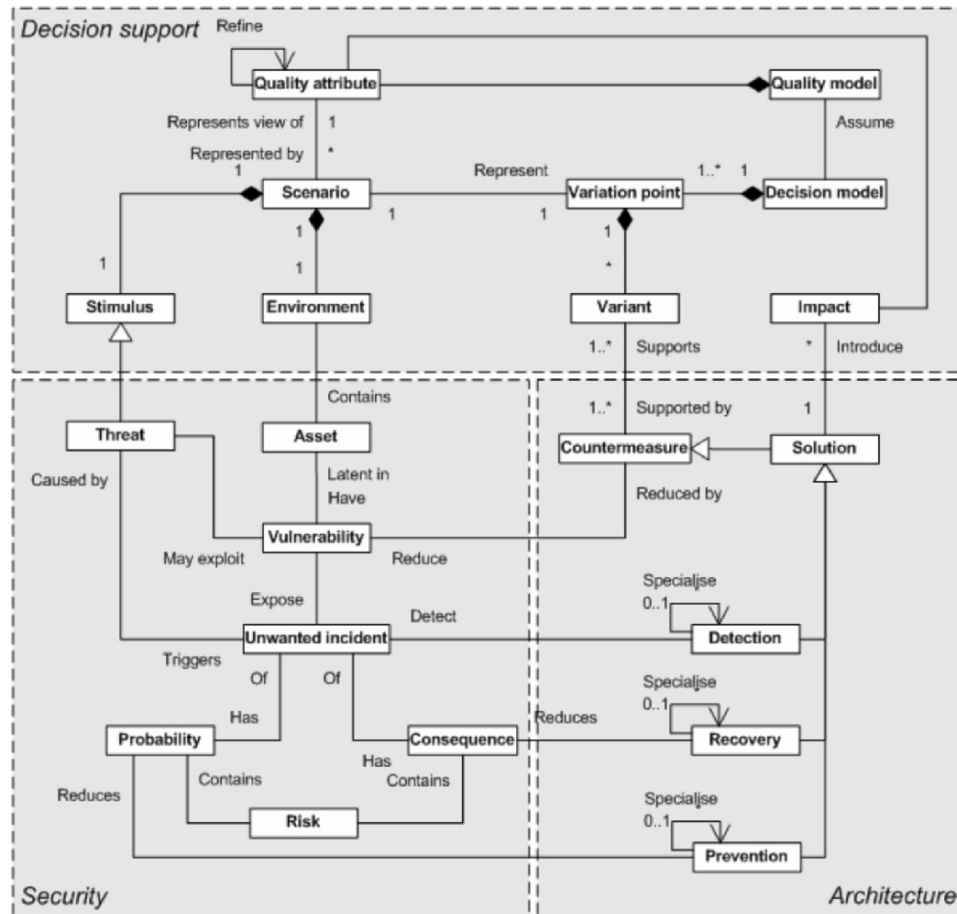 Decision support
Refine
Quality attribute
Quality model
Represents view of
1
Assume
Represented by
*
1
Represent
1..*
1
Scenario
Variation point
Decision model
1
1
1
1
1
1
*
Stimulus
Environment
Variant
Impact
1..*
Supports
*
Introduce
Contains
1..*
Supported by
1
Threat
Asset
Countermeasure
Solution
Caused by
Latent in
Have
Reduced by
Vulnerability
May exploit
Reduce
Specialise
Expose
Detect
0..1
Unwanted incident
Detection
Triggers
Of
Of
Specialise
0..1
Has
Reduces
Probability
Consequence
Recovery
Has
Contains
Contains
Reduces
Specialise
0..1
Risk
Prevention
Security
Architecture